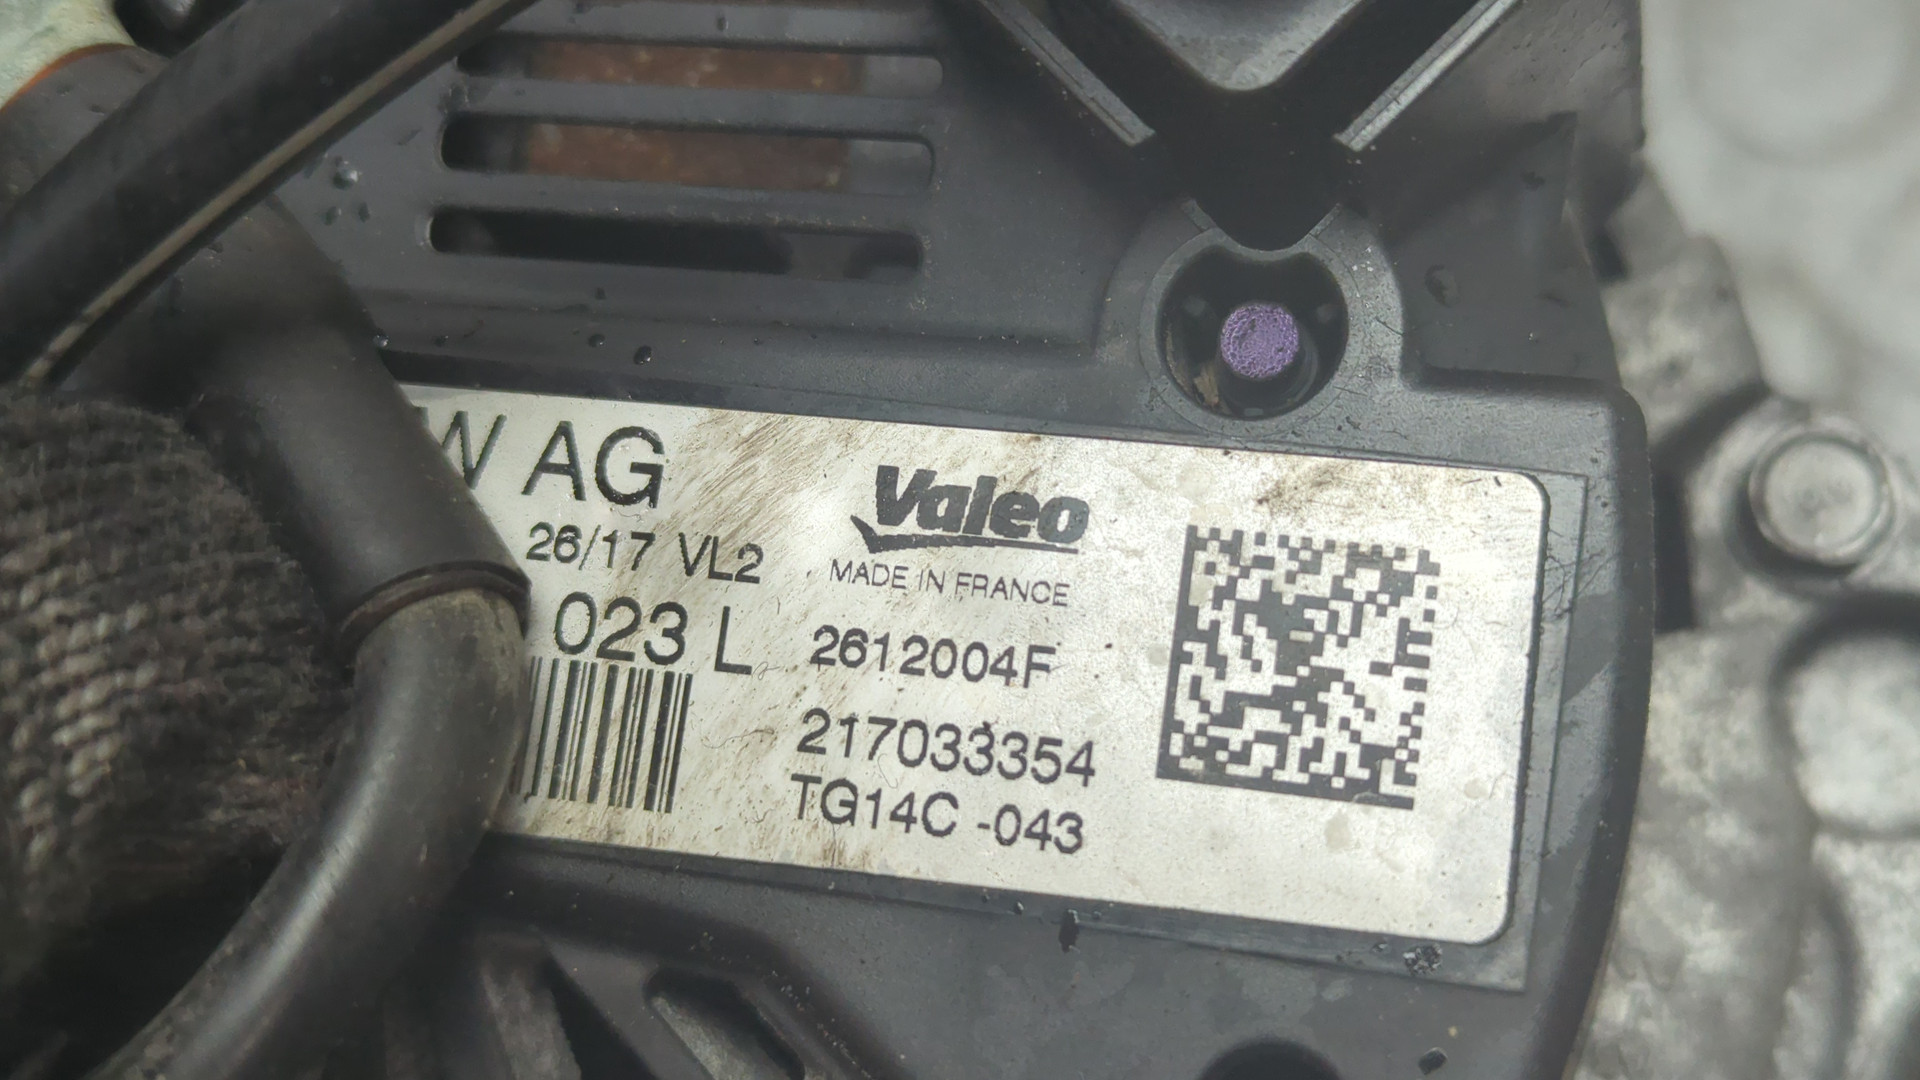 W AG
Valeo
26/17 VL2
MADE IN FRANCE
023 L
2612004F
217033354
TG14C -043